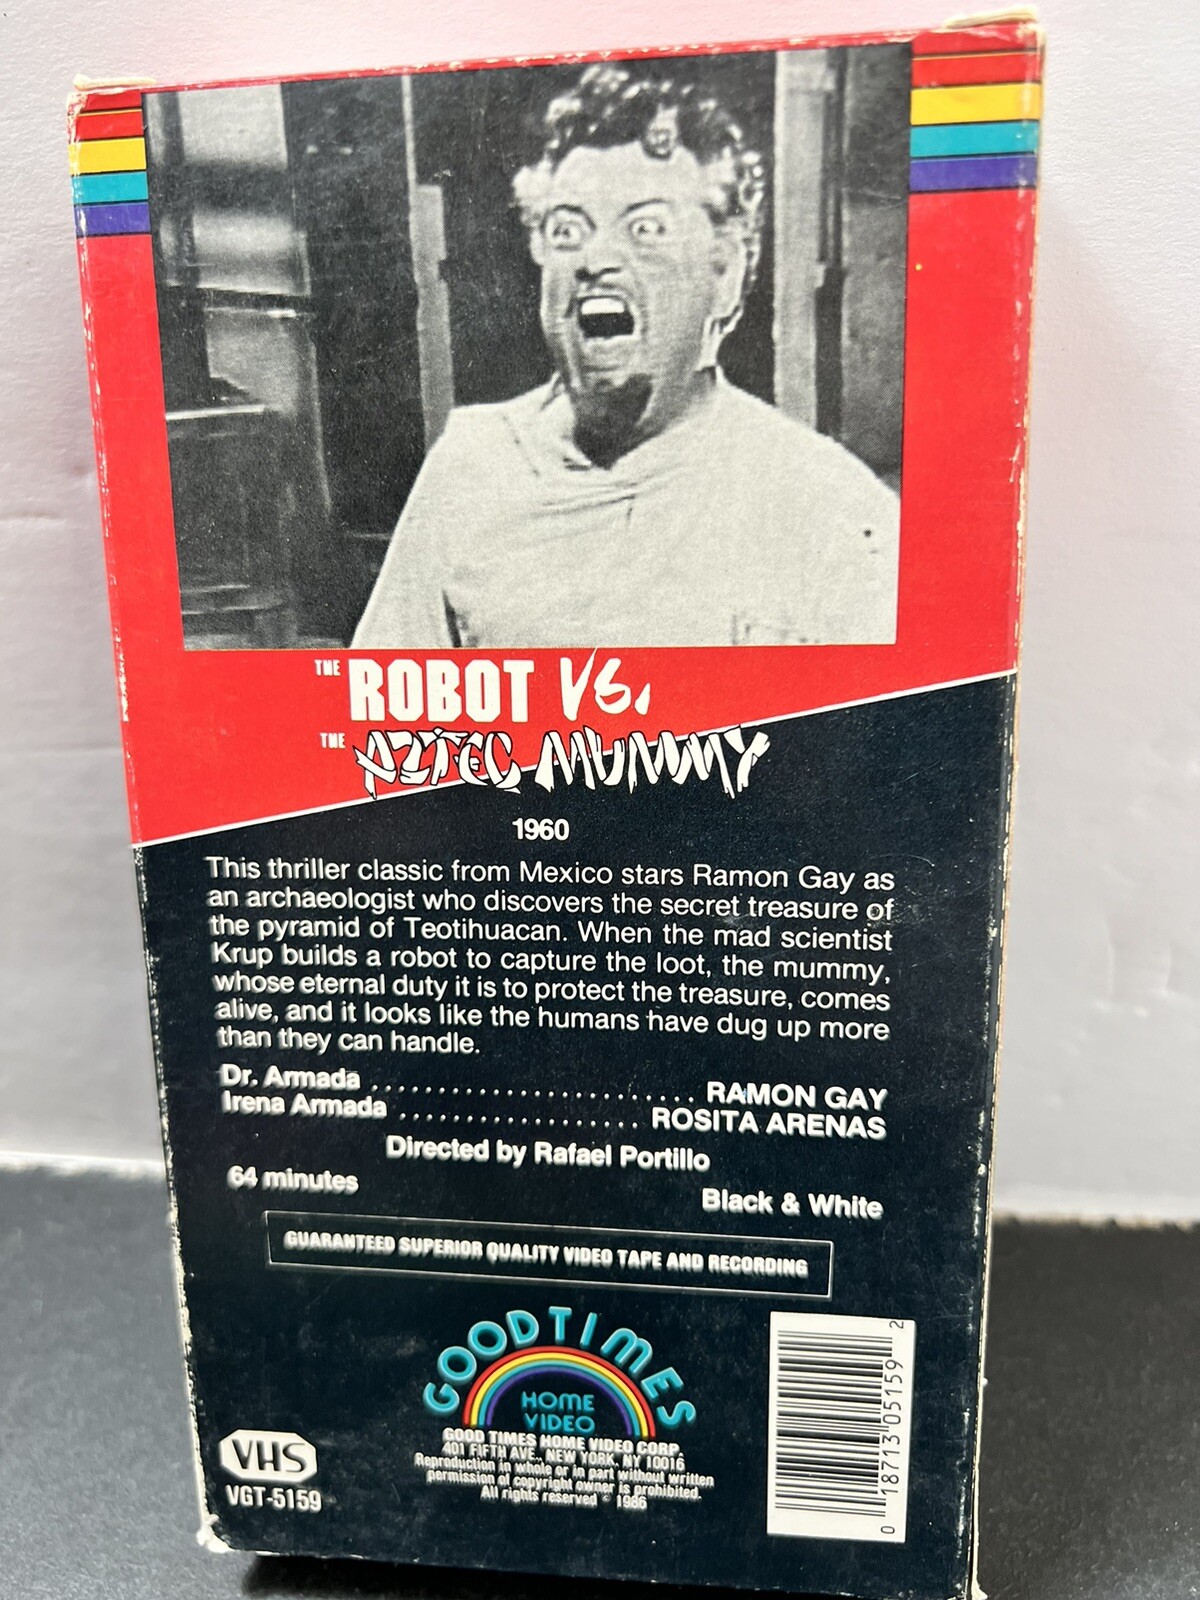 THE ROBOT VS.
THE AZTEC MUMMY
1960
This thriller classic from Mexico stars Ramon Gay as
an archaeologist who discovers the secret treasure of
the pyramid of Teotihuacan. When the mad scientist
Krup builds a robot to capture the loot, the mummy,
whose eternal duty it is to protect the treasure, comes
alive, and it looks like the humans have dug up more
than they can handle.
Dr. Armada ........................ RAMON GAY
Irena Armada .................. ROSITA ARENAS
Directed by Rafael Portillo
64 minutes
Black & White
GUARANTEED SUPERIOR QUALITY VIDEO TAPE AND RECORDING
GOODTIMES
HOME
VIDEO
GOOD TIMES HOME VIDEO CORP.
401 FIFTH AVE., NEW YORK, NY 10016
Reproduction in whole or in part without written
permission of copyright owner is prohibited.
All rights reserved © 1986
VHS
VGT-5159
0 18713 05159 2